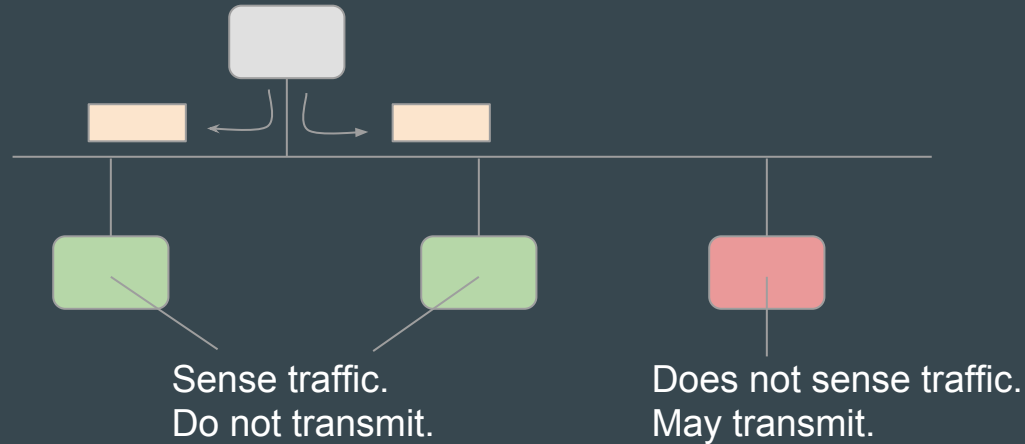 Sense traffic.
Do not transmit.
Does not sense traffic.
May transmit.